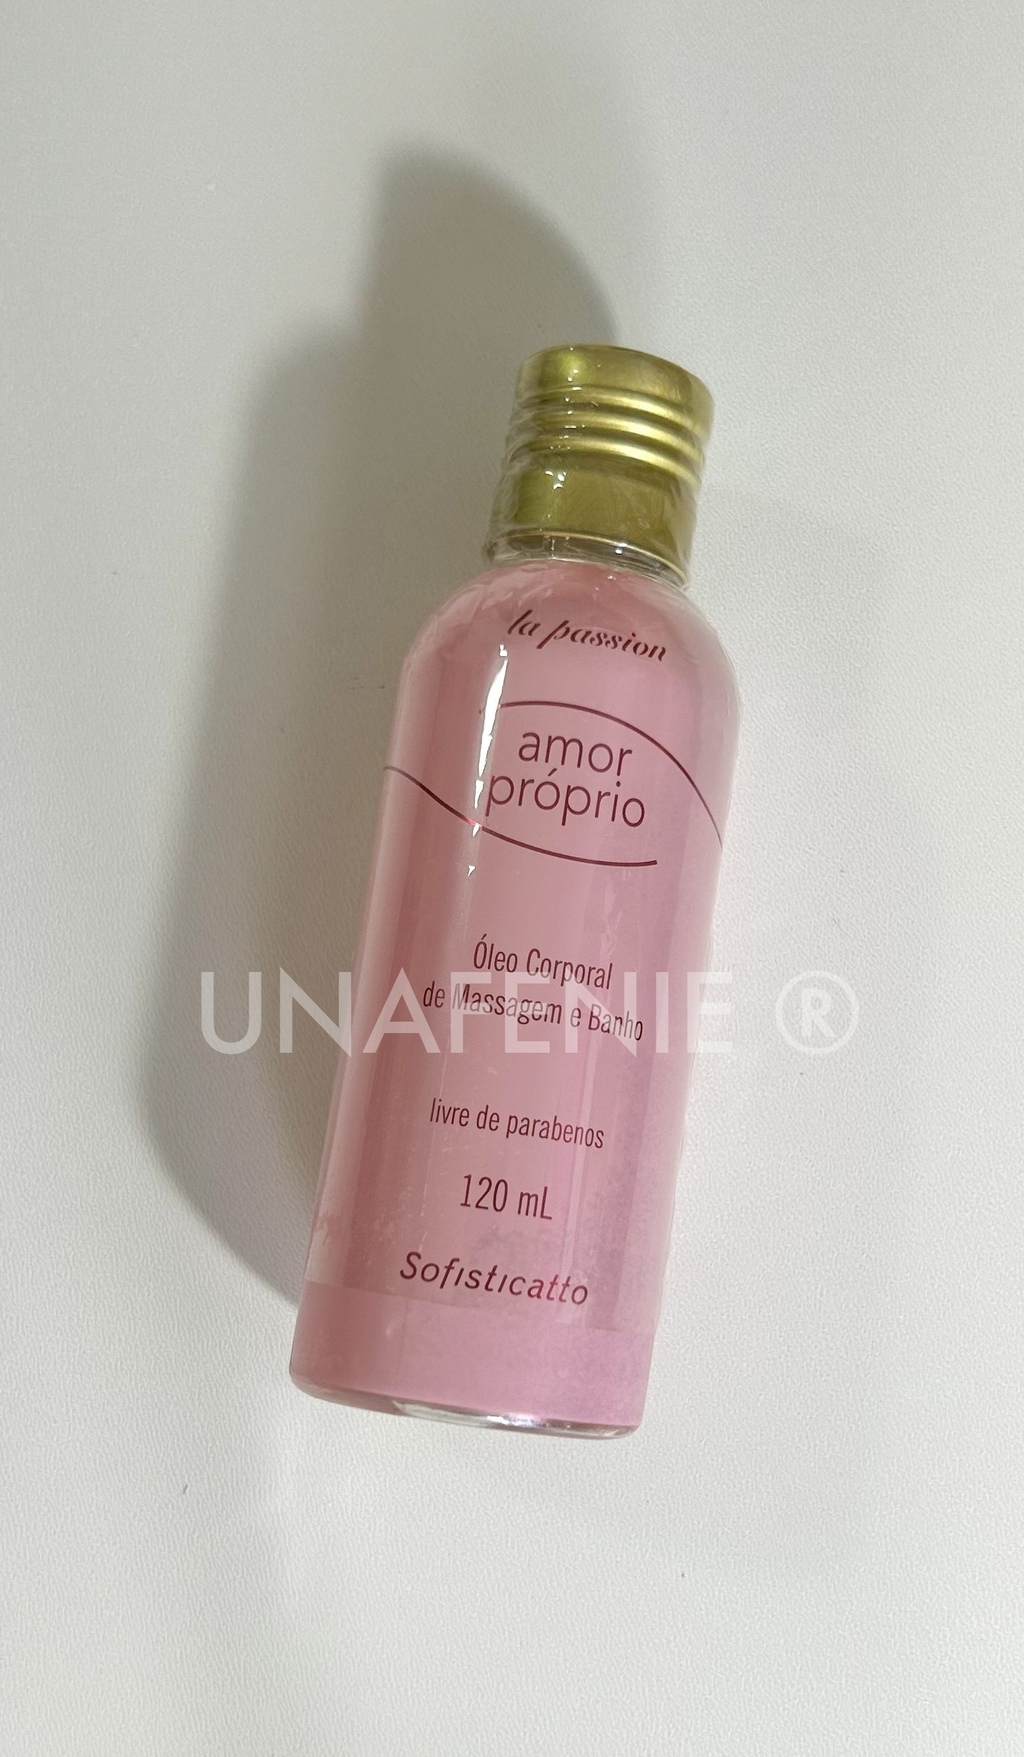 la passion
amor
próprio
Óleo Corporal
de Massagem e Banho
UNAFENIE ®
livre de parabenos
120 mL
Sofisticatto